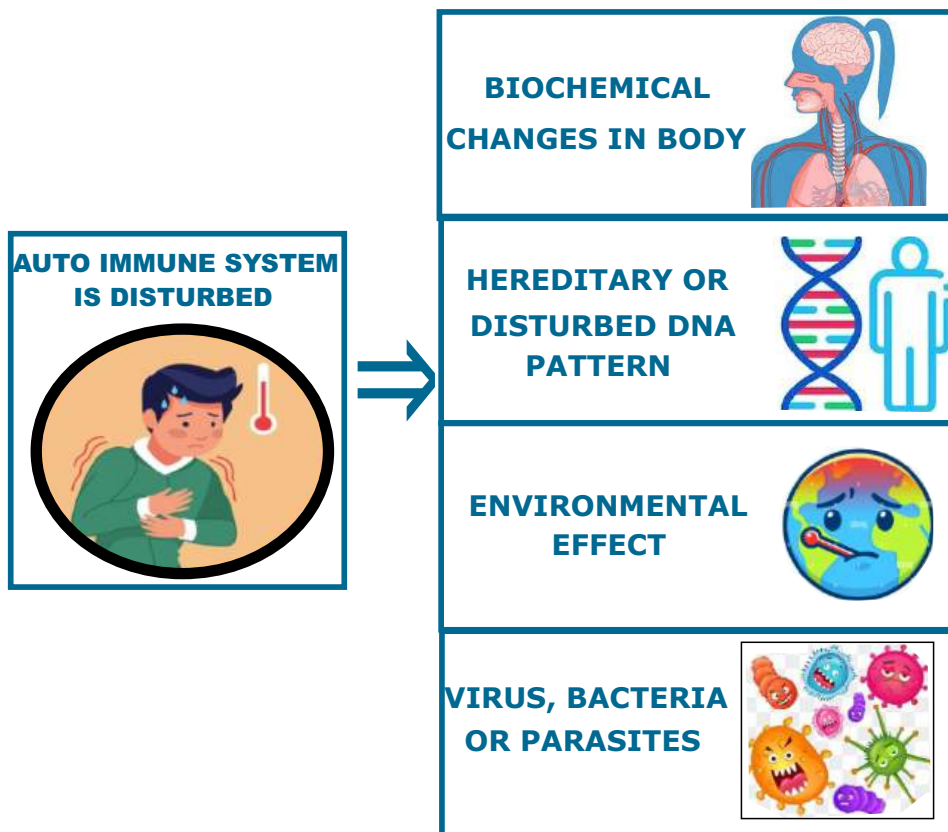 AUTO IMMUNE SYSTEM
IS DISTURBED
BIOCHEMICAL
CHANGES IN BODY
HEREDITARY OR
DISTURBED DNA
PATTERN
ENVIRONMENTAL
EFFECT
VIRUS, BACTERIA
OR PARASITES